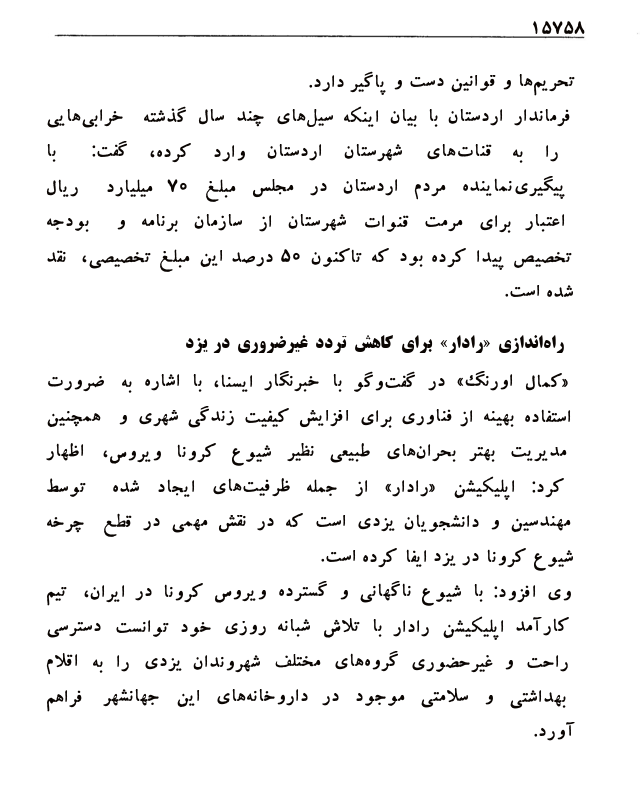 ۱۵۷۵۸
تحریم‌ها و قوانین دست و پاگیر دارد.
فرماندار اردستان با بیان اینکه سیل‌های چند سال گذشته خرابی‌هایی
را به قنات‌های شهرستان اردستان وارد کرده، گفت: با
پیگیری‌نماینده مردم اردستان در مجلس مبلغ ۷۰ میلیارد ریال
اعتبار برای مرمت قنوات شهرستان از سازمان برنامه و بودجه
تخصیص پیدا کرده بود که تاکنون ۵۰ درصد این مبلغ تخصیصی، نقد
شده است.
راه‌اندازی «رادار» برای کاهش تردد غیرضروری در یزد
«کمال اورنگ» در گفت‌وگو با خبرنگار ایسنا، با اشاره به ضرورت
استفاده بهینه از فناوری برای افزایش کیفیت زندگی شهری و همچنین
مدیریت بهتر بحران‌های طبیعی نظیر شیوع کرونا ویروس، اظهار
کرد: اپلیکیشن «رادار» از جمله ظرفیت‌های ایجاد شده توسط
مهندسین و دانشجویان یزدی است که در نقش مهمی در قطع چرخه
شیوع کرونا در یزد ایفا کرده است.
وی افزود: با شیوع ناگهانی و گسترده ویروس کرونا در ایران، تیم
کارآمد اپلیکیشن رادار با تلاش شبانه روزی خود توانست دسترسی
راحت و غیرحضوری گروه‌های مختلف شهروندان یزدی را به اقلام
بهداشتی و سلامتی موجود در داروخانه‌های این جهانشهر فراهم
آورد.